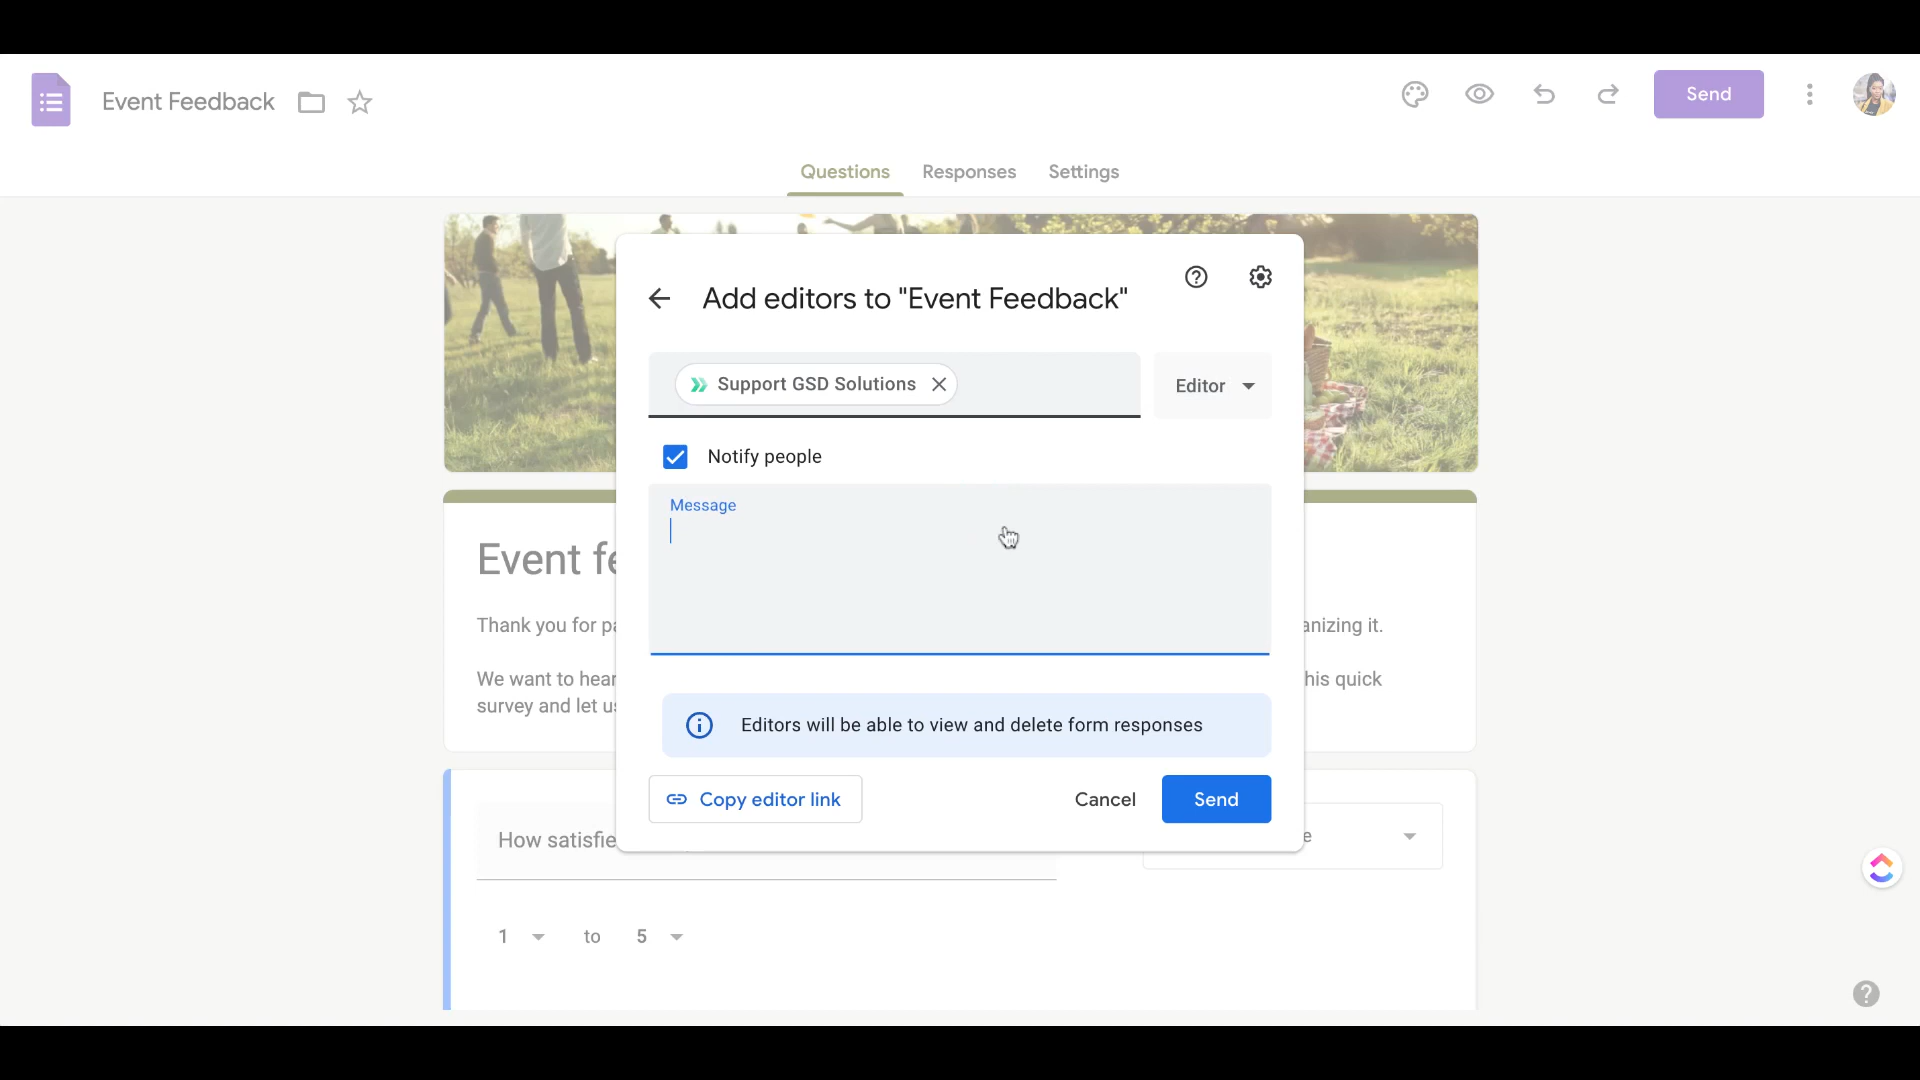 Event Feedback
Send
Questions Responses Settings
Add editors to "Event Feedback"
Support GSD Solutions
Editor
Notify people
Message
Event fe
Thank you for pa
anizing it.
We want to hear
his quick
survey and let us
Editors will be able to view and delete form responses
Copy editor link
Cancel
Send
How satisfie
e
1 to 5